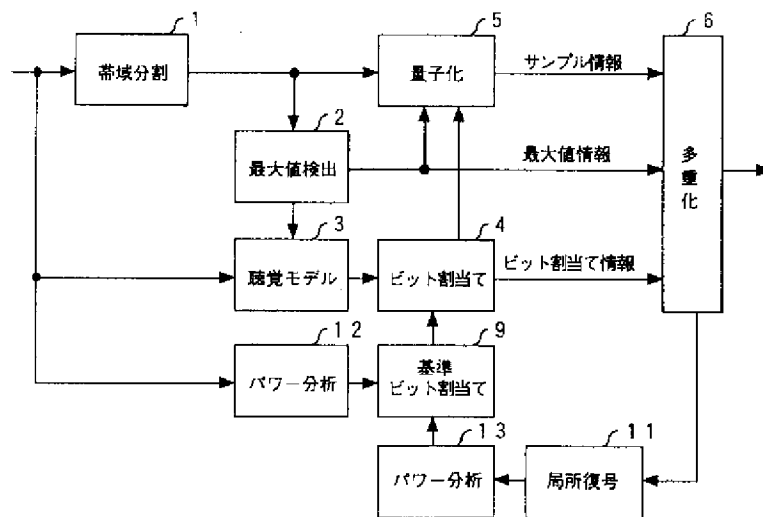 1
帯域分割
5
量子化
サンプル情報
6
多重化
2
最大値検出
最大値情報
3
聴覚モデル
4
ビット割当て
ビット割当て情報
12
パワー分析
9
基準
ビット割当て
13
パワー分析
11
局所復号